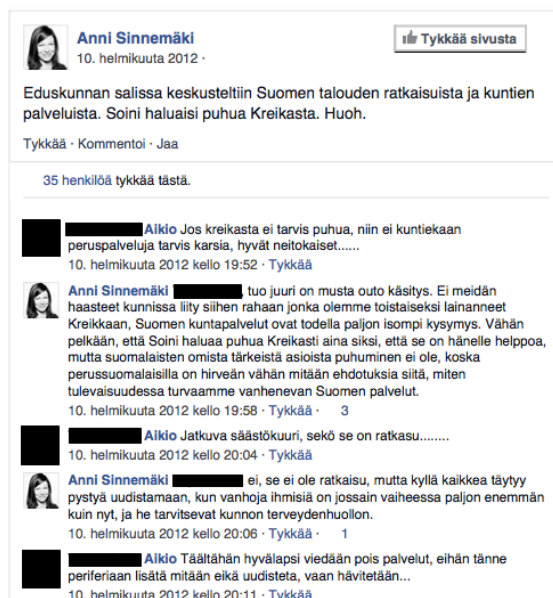 Anni Sinnemäki
10. helmikuuta 2012 ·
Tykkää sivusta
Eduskunnan salissa keskusteltiin Suomen talouden ratkaisuista ja kuntien
palveluista. Soini haluaisi puhua Kreikasta. Huoh.
Tykkää · Kommentoi · Jaa
35 henkilöä tykkää tästä.
Aikio Jos kreikasta ei tarvis puhua, niin ei kuntiekaan
peruspalveluja tarvis karsia, hyvät neitokaiset......
10. helmikuuta 2012 kello 19:52 · Tykkää
Anni Sinnemäki , tuo juuri on musta outo käsitys. Ei meidän
haasteet kunnissa liity siihen rahaan jonka olemme toistaiseksi lainanneet
Kreikkaan, Suomen kuntapalvelut ovat todella paljon isompi kysymys. Vähän
pelkään, että Soini haluaa puhua Kreikasti aina siksi, että se on hänelle helppoa,
mutta suomalaisten omista tärkeistä asioista puhuminen ei ole, koska
perussuomalaisilla on hirveän vähän mitään ehdotuksia siitä, miten
tulevaisuudessa turvaamme vanhenevan Suomen palvelut.
10. helmikuuta 2012 kello 19:58 · Tykkää · 3
Aikio Jatkuva säästökuuri, sekö se on ratkasu........
10. helmikuuta 2012 kello 20:04 · Tykkää
Anni Sinnemäki ei, se ei ole ratkaisu, mutta kyllä kaikkea täytyy
pystyä uudistamaan, kun vanhoja ihmisiä on jossain vaiheessa paljon enemmän
kuin nyt, ja he tarvitsevat kunnon terveydenhuollon.
10. helmikuuta 2012 kello 20:06 · Tykkää · 1
Aikio Täältähän hyvälapsi viedään pois palvelut, eihän tänne
periferiaan lisätä mitään eikä uudisteta, vaan hävitetään...
10. helmikuuta 2012 kello 20:11 · Tykkää